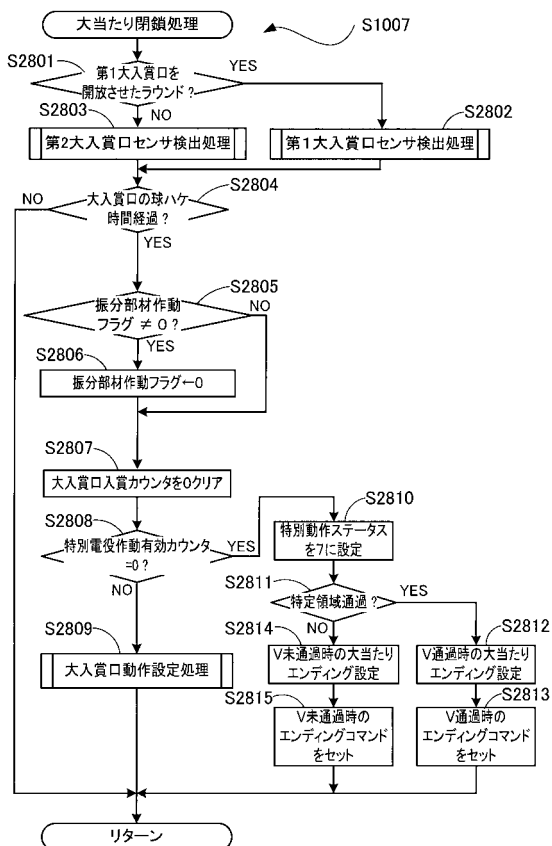 大当たり閉鎖処理
S1007
S2801
第1大入賞口を
開放させたラウンド?
YES
NO
S2803
第2大入賞口センサ検出処理
S2802
第1大入賞口センサ検出処理
S2804
大入賞口の球ハケ
時間経過?
NO
YES
S2805
振分部材作動
フラグ ≠ 0?
NO
YES
S2806
振分部材作動フラグ←0
S2807
大入賞口入賞カウンタを0クリア
S2808
特別電役作動有効カウンタ
=0?
YES
NO
S2809
大入賞口動作設定処理
S2810
特別動作ステータス
を7に設定
S2811
特定領域通過?
YES
NO
S2814
V未通過時の大当たり
エンディング設定
S2812
V通過時の大当たり
エンディング設定
S2815
V未通過時の
エンディングコマンド
をセット
S2813
V通過時の
エンディングコマンド
をセット
リターン